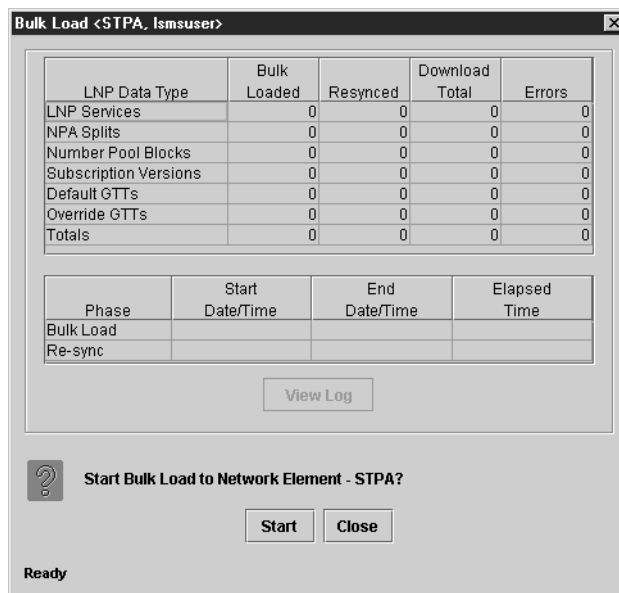 Bulk Load <STPA, lsmsuser>
LNP Data Type Bulk Loaded Resynced Download Total Errors
LNP Services 0 0 0 0
NPA Splits 0 0 0 0
Number Pool Blocks 0 0 0 0
Subscription Versions 0 0 0 0
Default GTTs 0 0 0 0
Override GTTs 0 0 0 0
Totals 0 0 0 0
Phase Start Date/Time End Date/Time Elapsed Time
Bulk Load
Re-sync
View Log
Start Bulk Load to Network Element - STPA?
Start Close
Ready